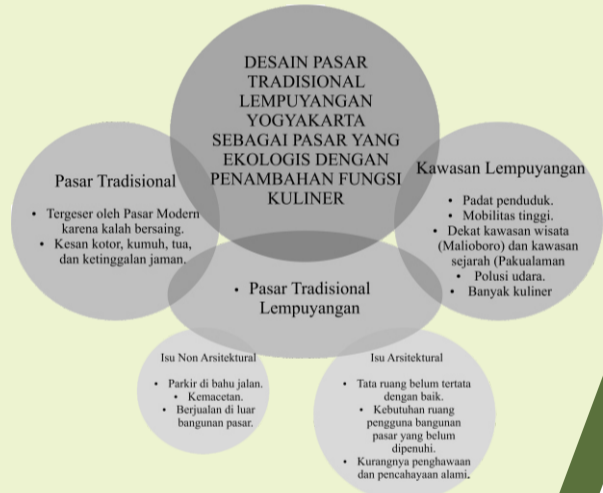 DESAIN PASAR
TRADISIONAL
LEMPUYANGAN
YOGYAKARTA
SEBAGAI PASAR YANG
EKOLOGIS DENGAN
PENAMBAHAN FUNGSI
KULINER
Pasar Tradisional
• Tergeser oleh Pasar Modern
karena kalah bersaing.
• Kesan kotor, kumuh, tua,
dan ketinggalan jaman.
Kawasan Lempuyangan
• Padat penduduk.
• Mobilitas tinggi.
• Dekat kawasan wisata
(Malioboro) dan kawasan
sejarah (Pakualaman
• Polusi udara.
• Banyak kuliner
• Pasar Tradisional
Lempuyangan
Isu Non Arsitektural
• Parkir di bahu jalan.
• Kemacetan.
• Berjualan di luar
bangunan pasar.
Isu Arsitektural
• Tata ruang belum tertata
dengan baik.
• Kebutuhan ruang
pengguna bangunan
pasar yang belum
dipenuhi.
• Kurangnya penghawaan
dan pencahayaan alami.